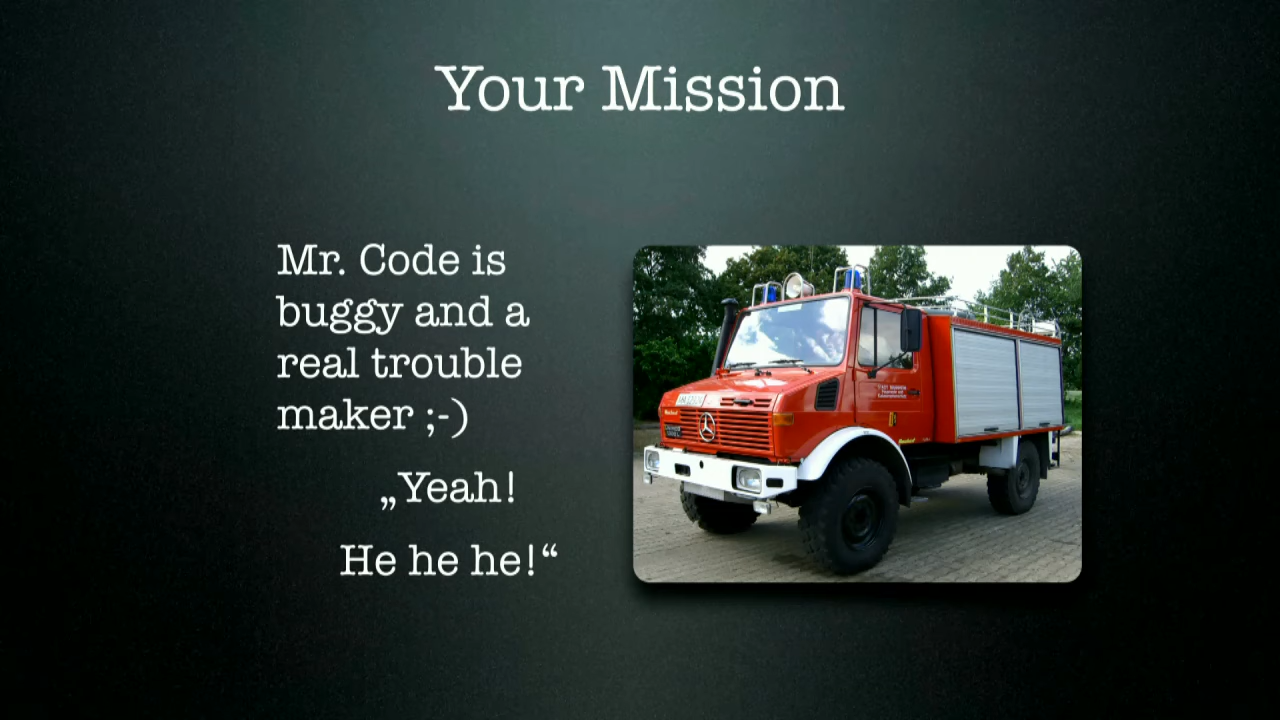 Your Mission
Mr. Code is
buggy and a
real trouble
maker ;-)
„Yeah!
He he he!“